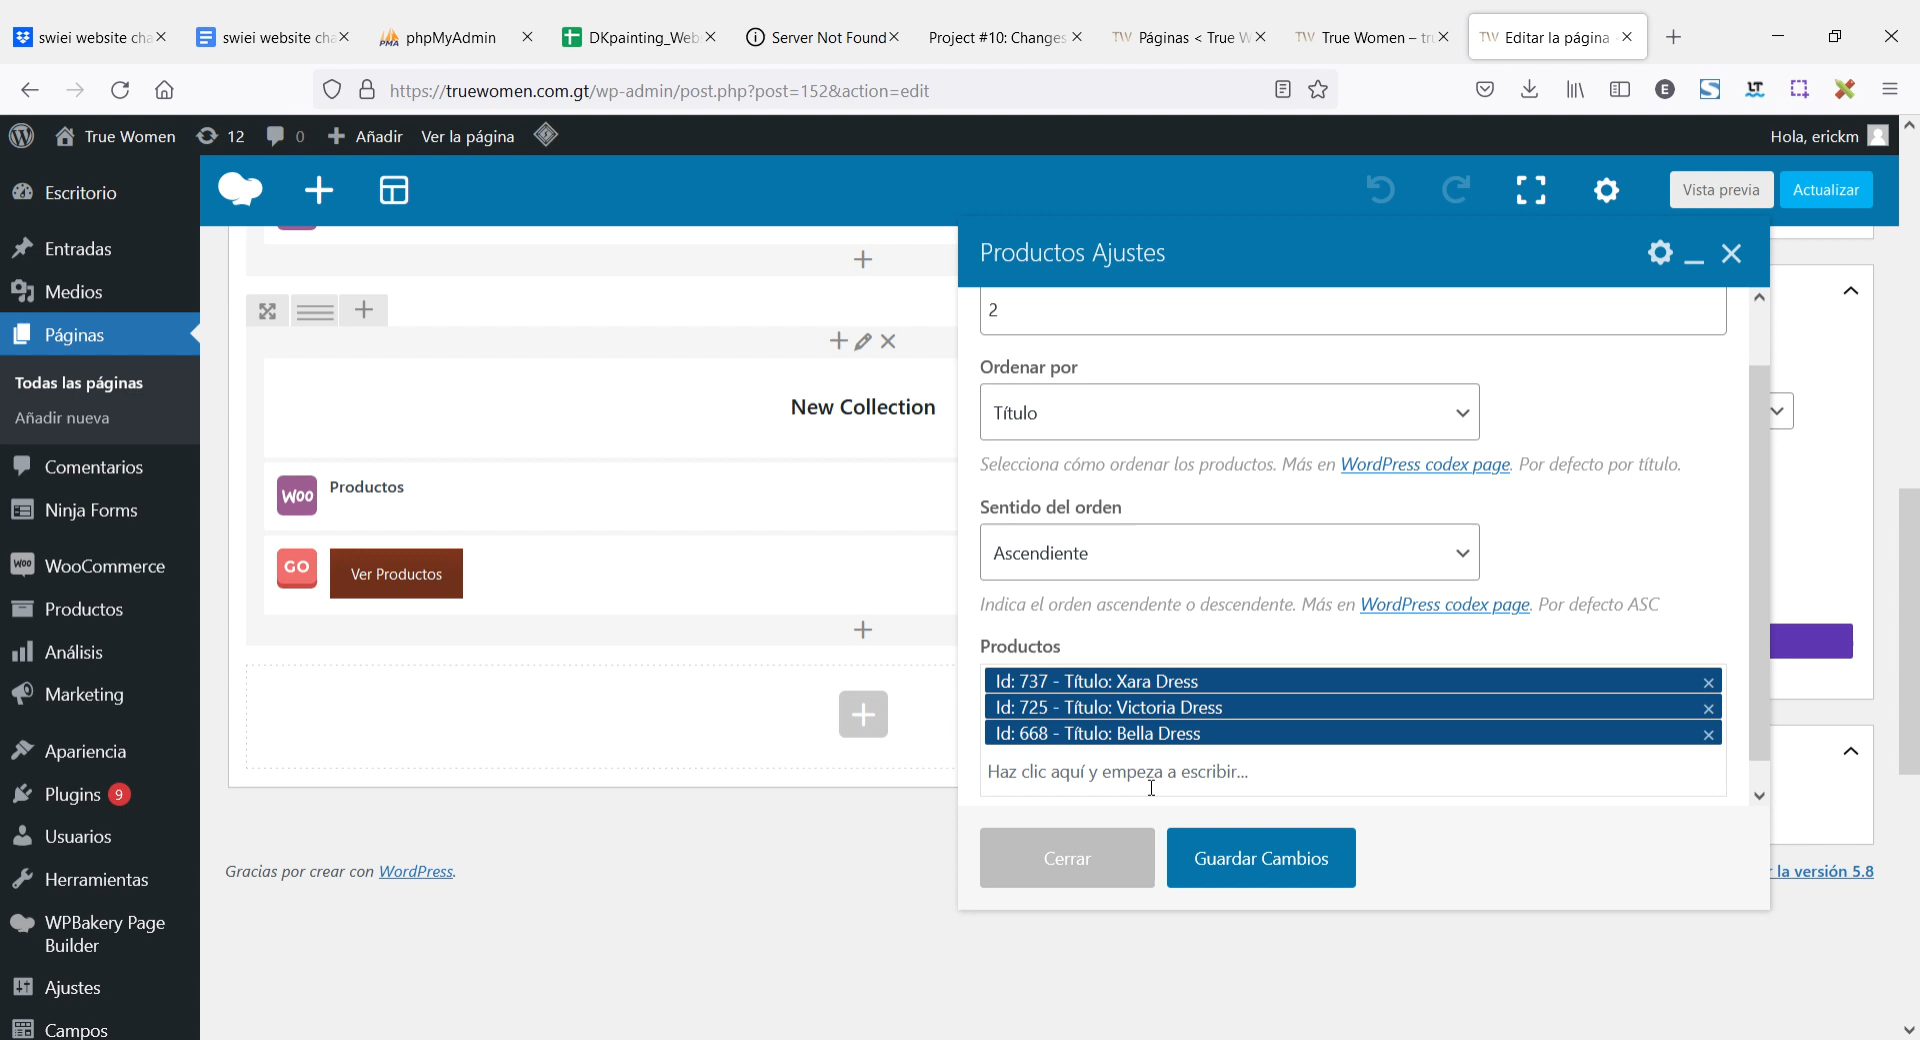 swiei website cha
swiei website cha
phpMyAdmin
DKpainting_Web
Server Not Found
Project #10: Changes
TW Páginas < True W
TW True Women – tr
TW Editar la página
https://truewomen.com.gt/wp-admin/post.php?post=152&action=edit
True Women
12
0
Añadir
Ver la página
Hola, erickm
Vista previa
Actualizar
Escritorio
Entradas
Medios
Páginas
Todas las páginas
Añadir nueva
Comentarios
Ninja Forms
WooCommerce
Productos
Análisis
Marketing
Apariencia
Plugins 9
Usuarios
Herramientas
WPBakery Page
Builder
Ajustes
Campos
New Collection
Woo
Productos
GO
Ver Productos
Gracias por crear con WordPress.
Productos Ajustes
2
Ordenar por
Título
Selecciona cómo ordenar los productos. Más en WordPress codex page. Por defecto por título.
Sentido del orden
Ascendiente
Indica el orden ascendente o descendente. Más en WordPress codex page. Por defecto ASC
Productos
Id: 737 - Título: Xara Dress
Id: 725 - Título: Victoria Dress
Id: 668 - Título: Bella Dress
Haz clic aquí y empeza a escribir...
Cerrar
Guardar Cambios
la versión 5.8